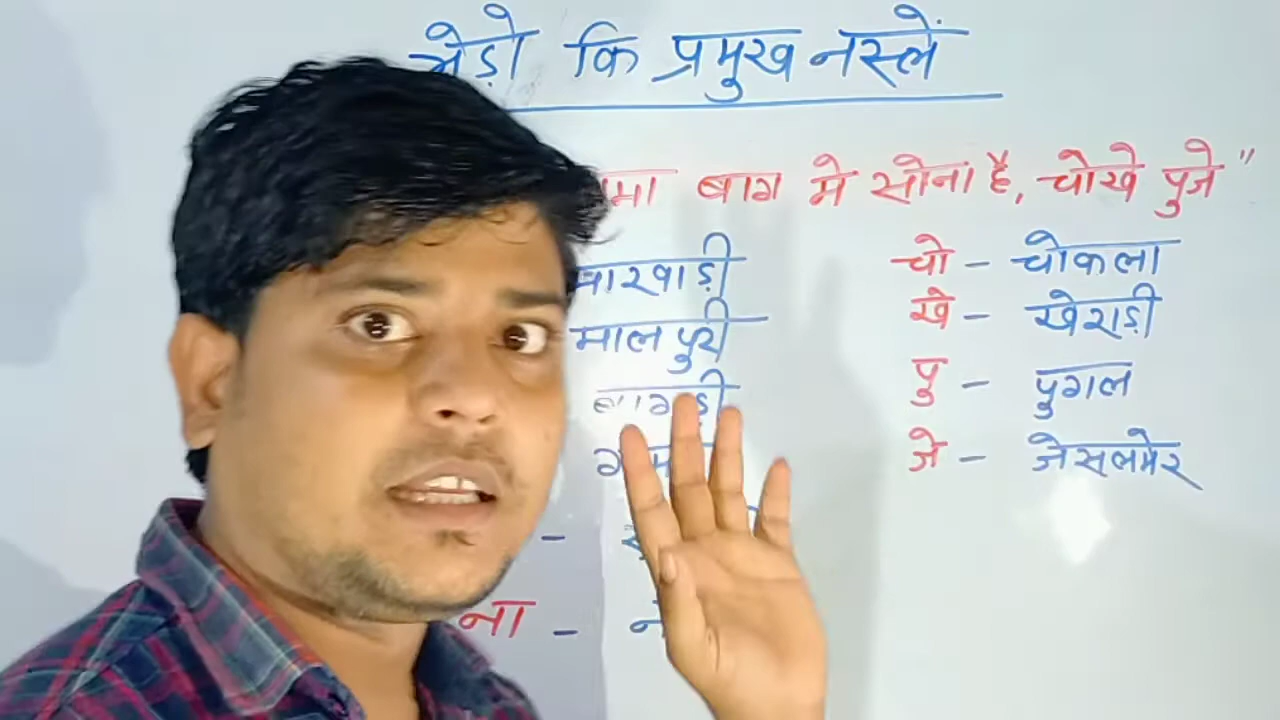 भेड़ो कि प्रमुख नस्लें
मा बाग मे सोना है, चोखे पुजे"
मारवाड़ी
मालपुरी
बागड़ी
ना -
चो - चोकला
खे - खेराड़ी
पु - पुगल
जे - जेसलमेर